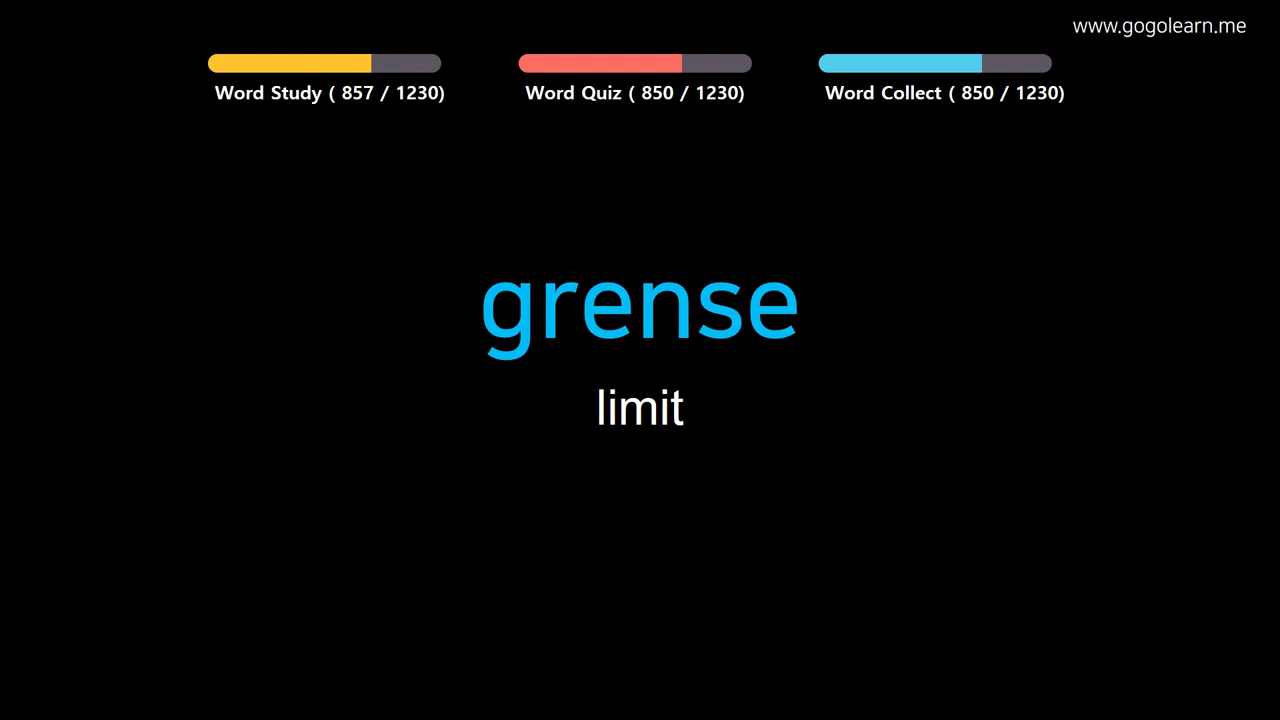 www.gogolearn.me
Word Study ( 857 / 1230)
Word Quiz ( 850 / 1230)
Word Collect ( 850 / 1230)
grense
limit